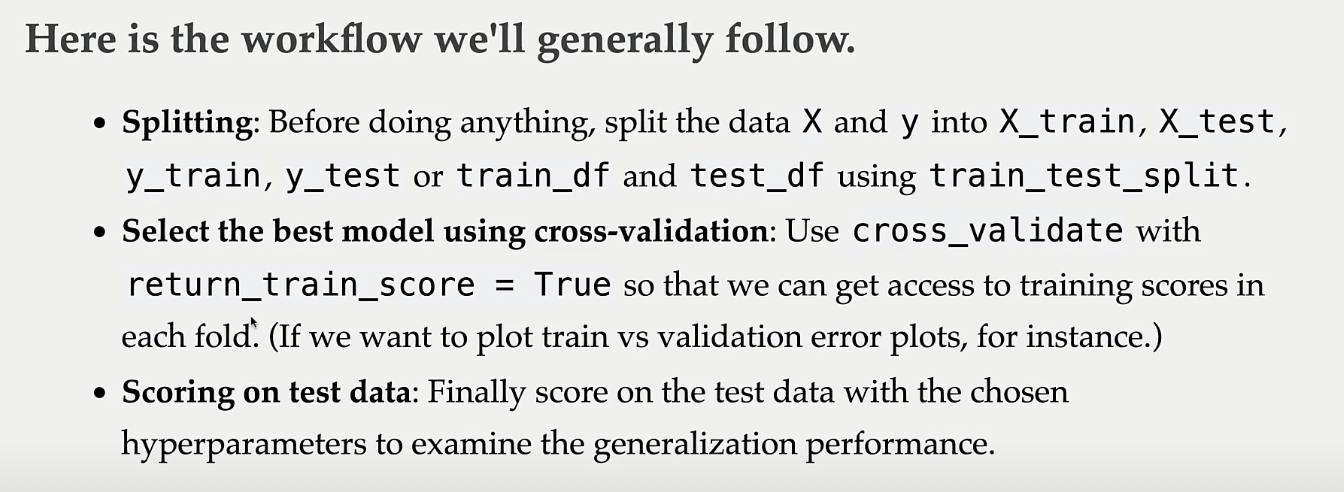 Here is the workflow we'll generally follow.
• Splitting: Before doing anything, split the data X and y into X_train, X_test,
y_train, y_test or train_df and test_df using train_test_split.
• Select the best model using cross-validation: Use cross_validate with
return_train_score = True so that we can get access to training scores in
each fold. (If we want to plot train vs validation error plots, for instance.)
• Scoring on test data: Finally score on the test data with the chosen
hyperparameters to examine the generalization performance.